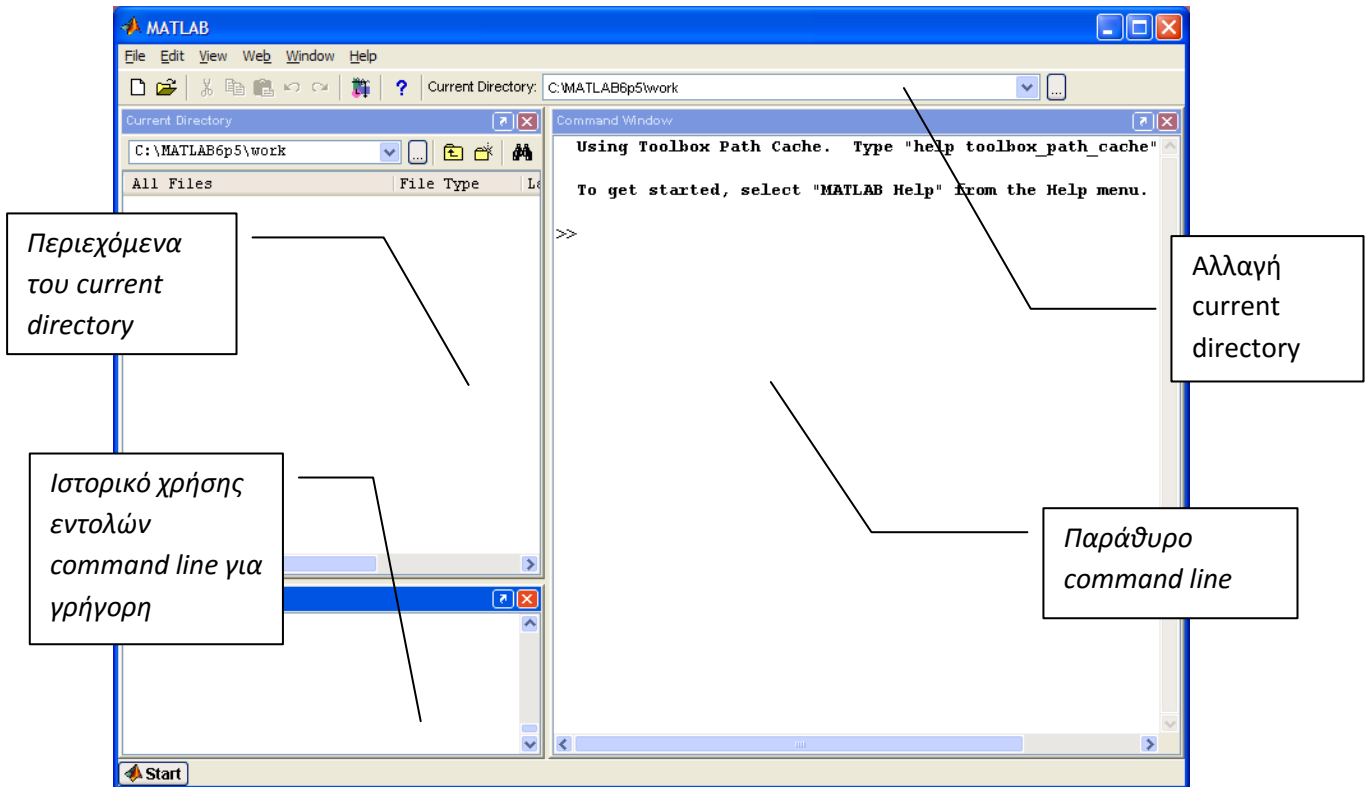 MATLAB
File Edit View Web Window Help
Current Directory: C:\MATLAB6p5\work ...
Current Directory
C:\MATLAB6p5\work ...
All Files File Type
Command Window
Using Toolbox Path Cache. Type "help toolbox_path_cache"
To get started, select "MATLAB Help" from the Help menu.
>>
Περιεχόμενα
του current
directory
Αλλαγή
current
directory
Ιστορικό χρήσης
εντολών
command line για
γρήγορη
Παράθυρο
command line
Start